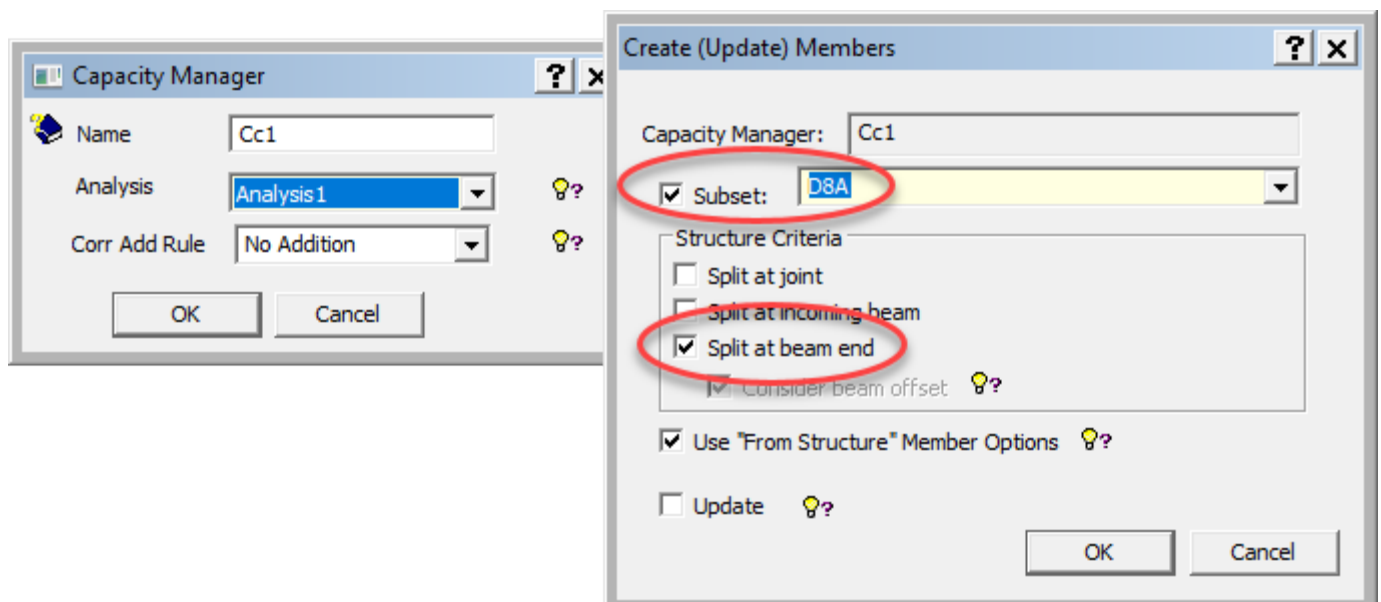 Capacity Manager
Name Cc1
Analysis Analysis1
Corr Add Rule No Addition
OK Cancel
Create (Update) Members
Capacity Manager: Cc1
Subset: D8A
Structure Criteria
Split at joint
Split at incoming beam
Split at beam end
Consider beam offset
Use "From Structure" Member Options
Update
OK Cancel